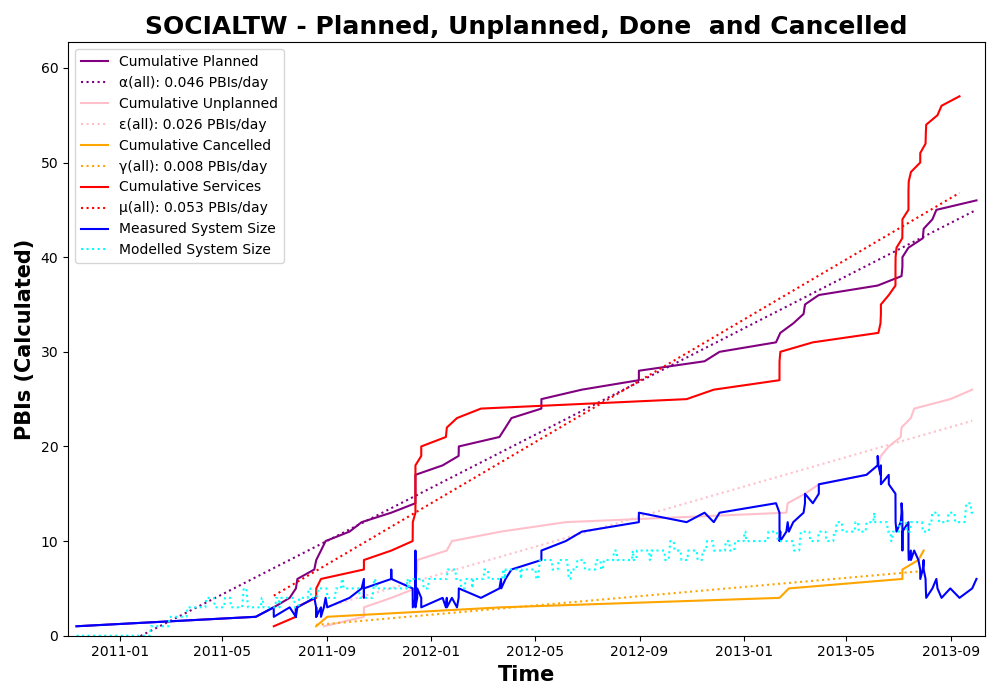 SOCIALTW - Planned, Unplanned, Done  and Cancelled
Cumulative Planned
α(all): 0.046 PBIs/day
Cumulative Unplanned
ε(all): 0.026 PBIs/day
Cumulative Cancelled
γ(all): 0.008 PBIs/day
Cumulative Services
μ(all): 0.053 PBIs/day
Measured System Size
Modelled System Size
PBIs (Calculated)
60
50
40
30
20
10
0
2011-01 2011-05 2011-09 2012-01 2012-05 2012-09 2013-01 2013-05 2013-09
Time